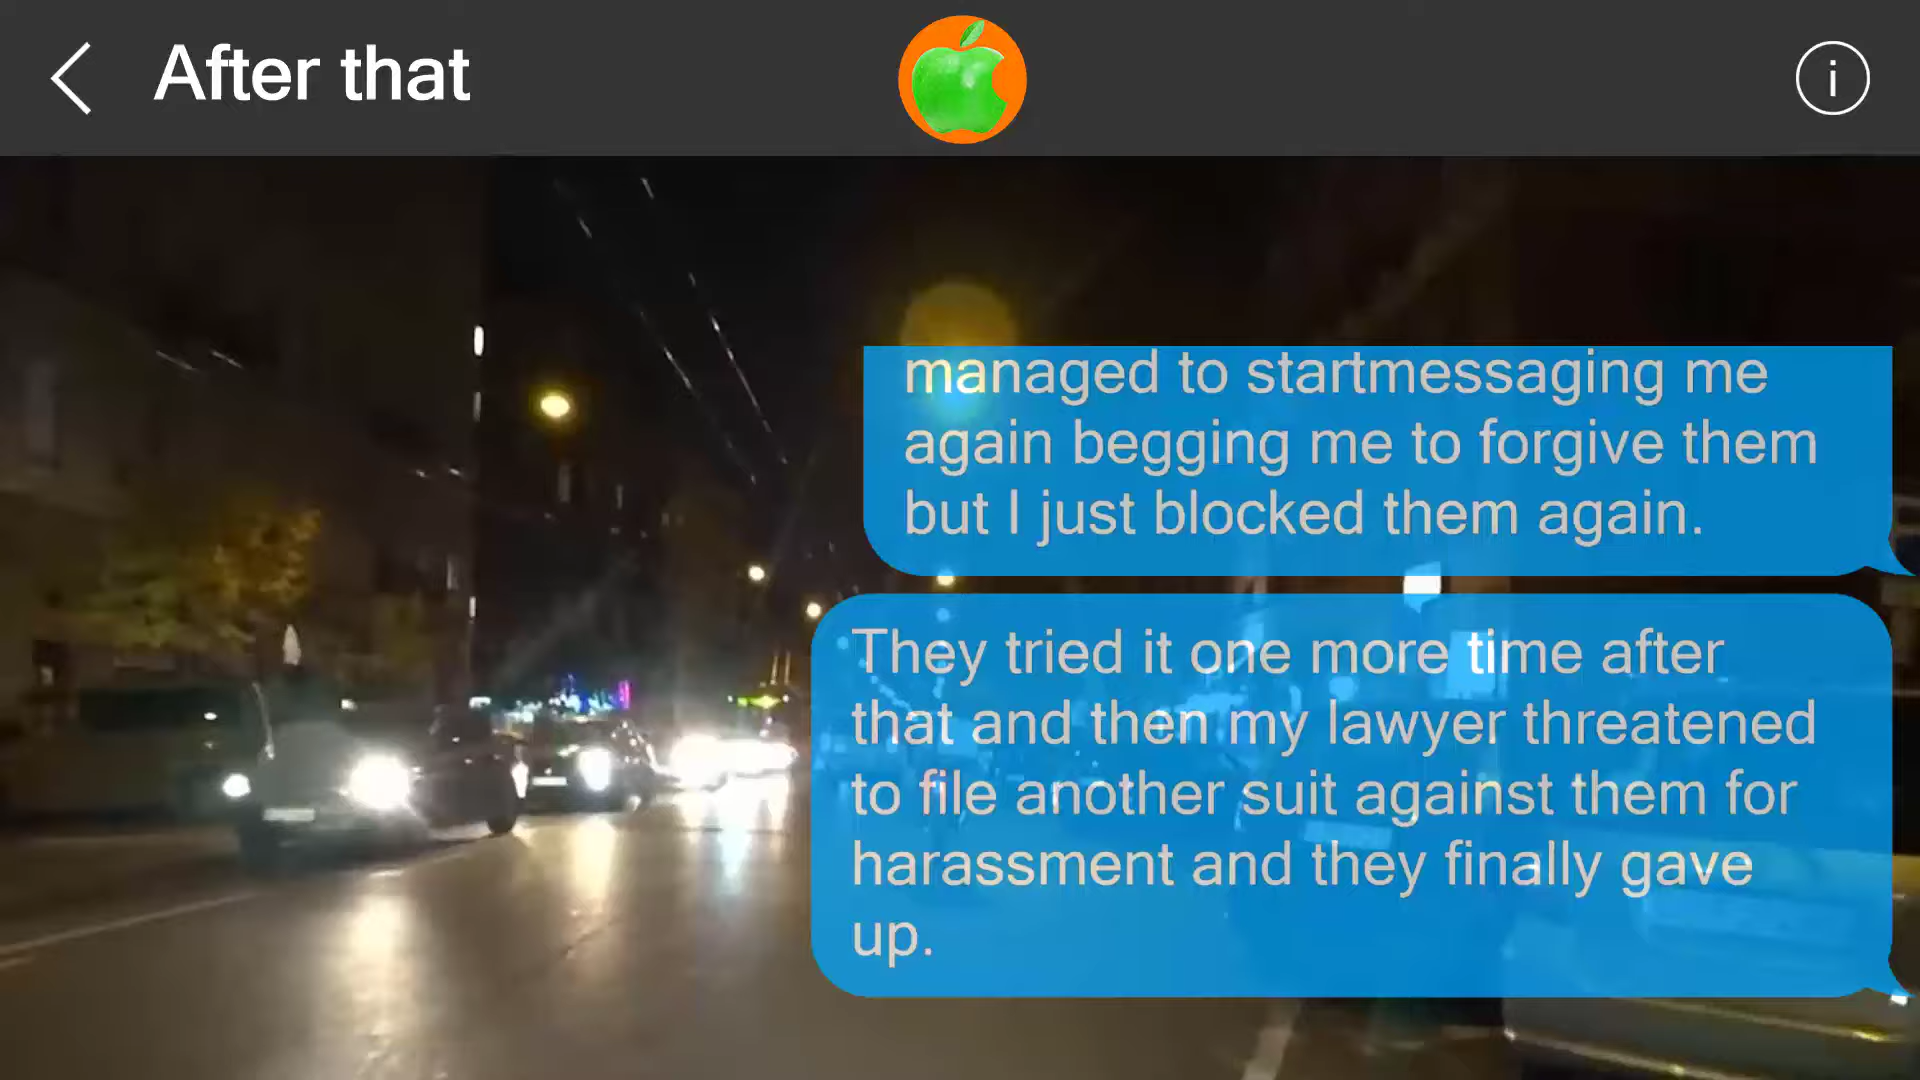 After that
managed to startmessaging me
again begging me to forgive them
but I just blocked them again.
They tried it one more time after
that and then my lawyer threatened
to file another suit against them for
harassment and they finally gave
up.